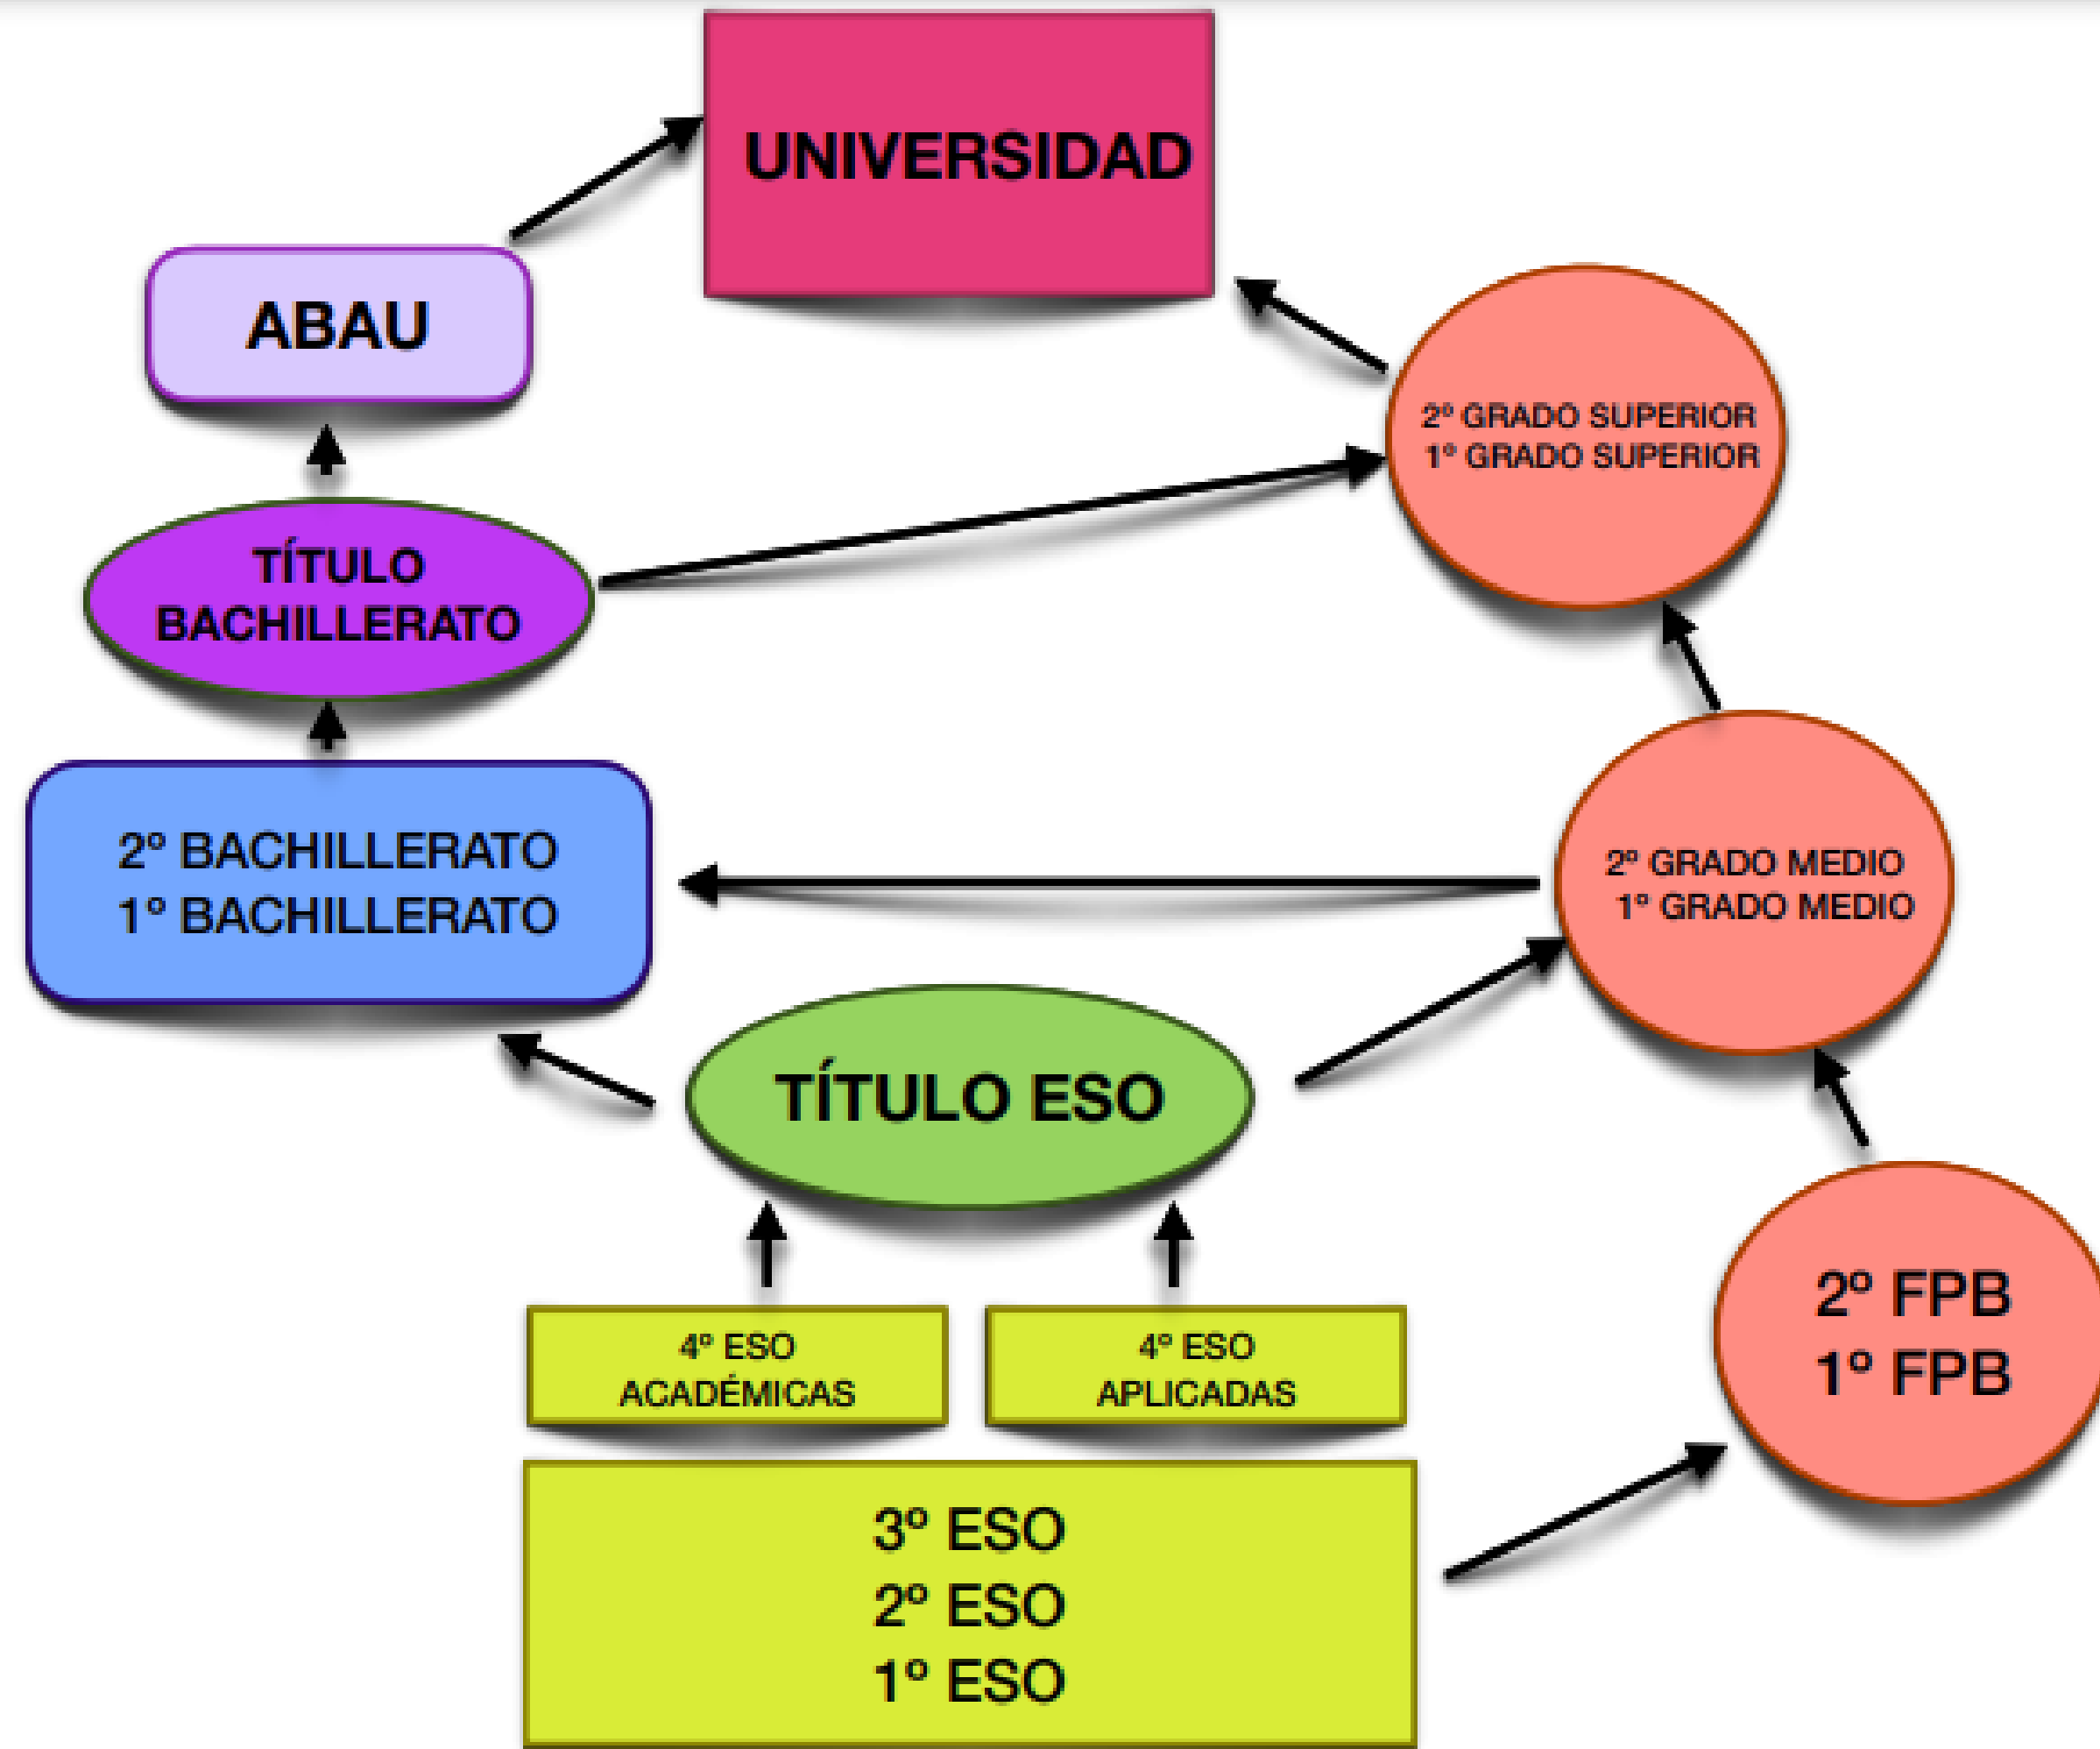 UNIVERSIDAD
ABAU
2º GRADO SUPERIOR
1º GRADO SUPERIOR
TÍTULO
BACHILLERATO
2º BACHILLERATO
1º BACHILLERATO
2º GRADO MEDIO
1º GRADO MEDIO
TÍTULO ESO
2º FPB
1º FPB
4º ESO
ACADÉMICAS
4º ESO
APLICADAS
3º ESO
2º ESO
1º ESO